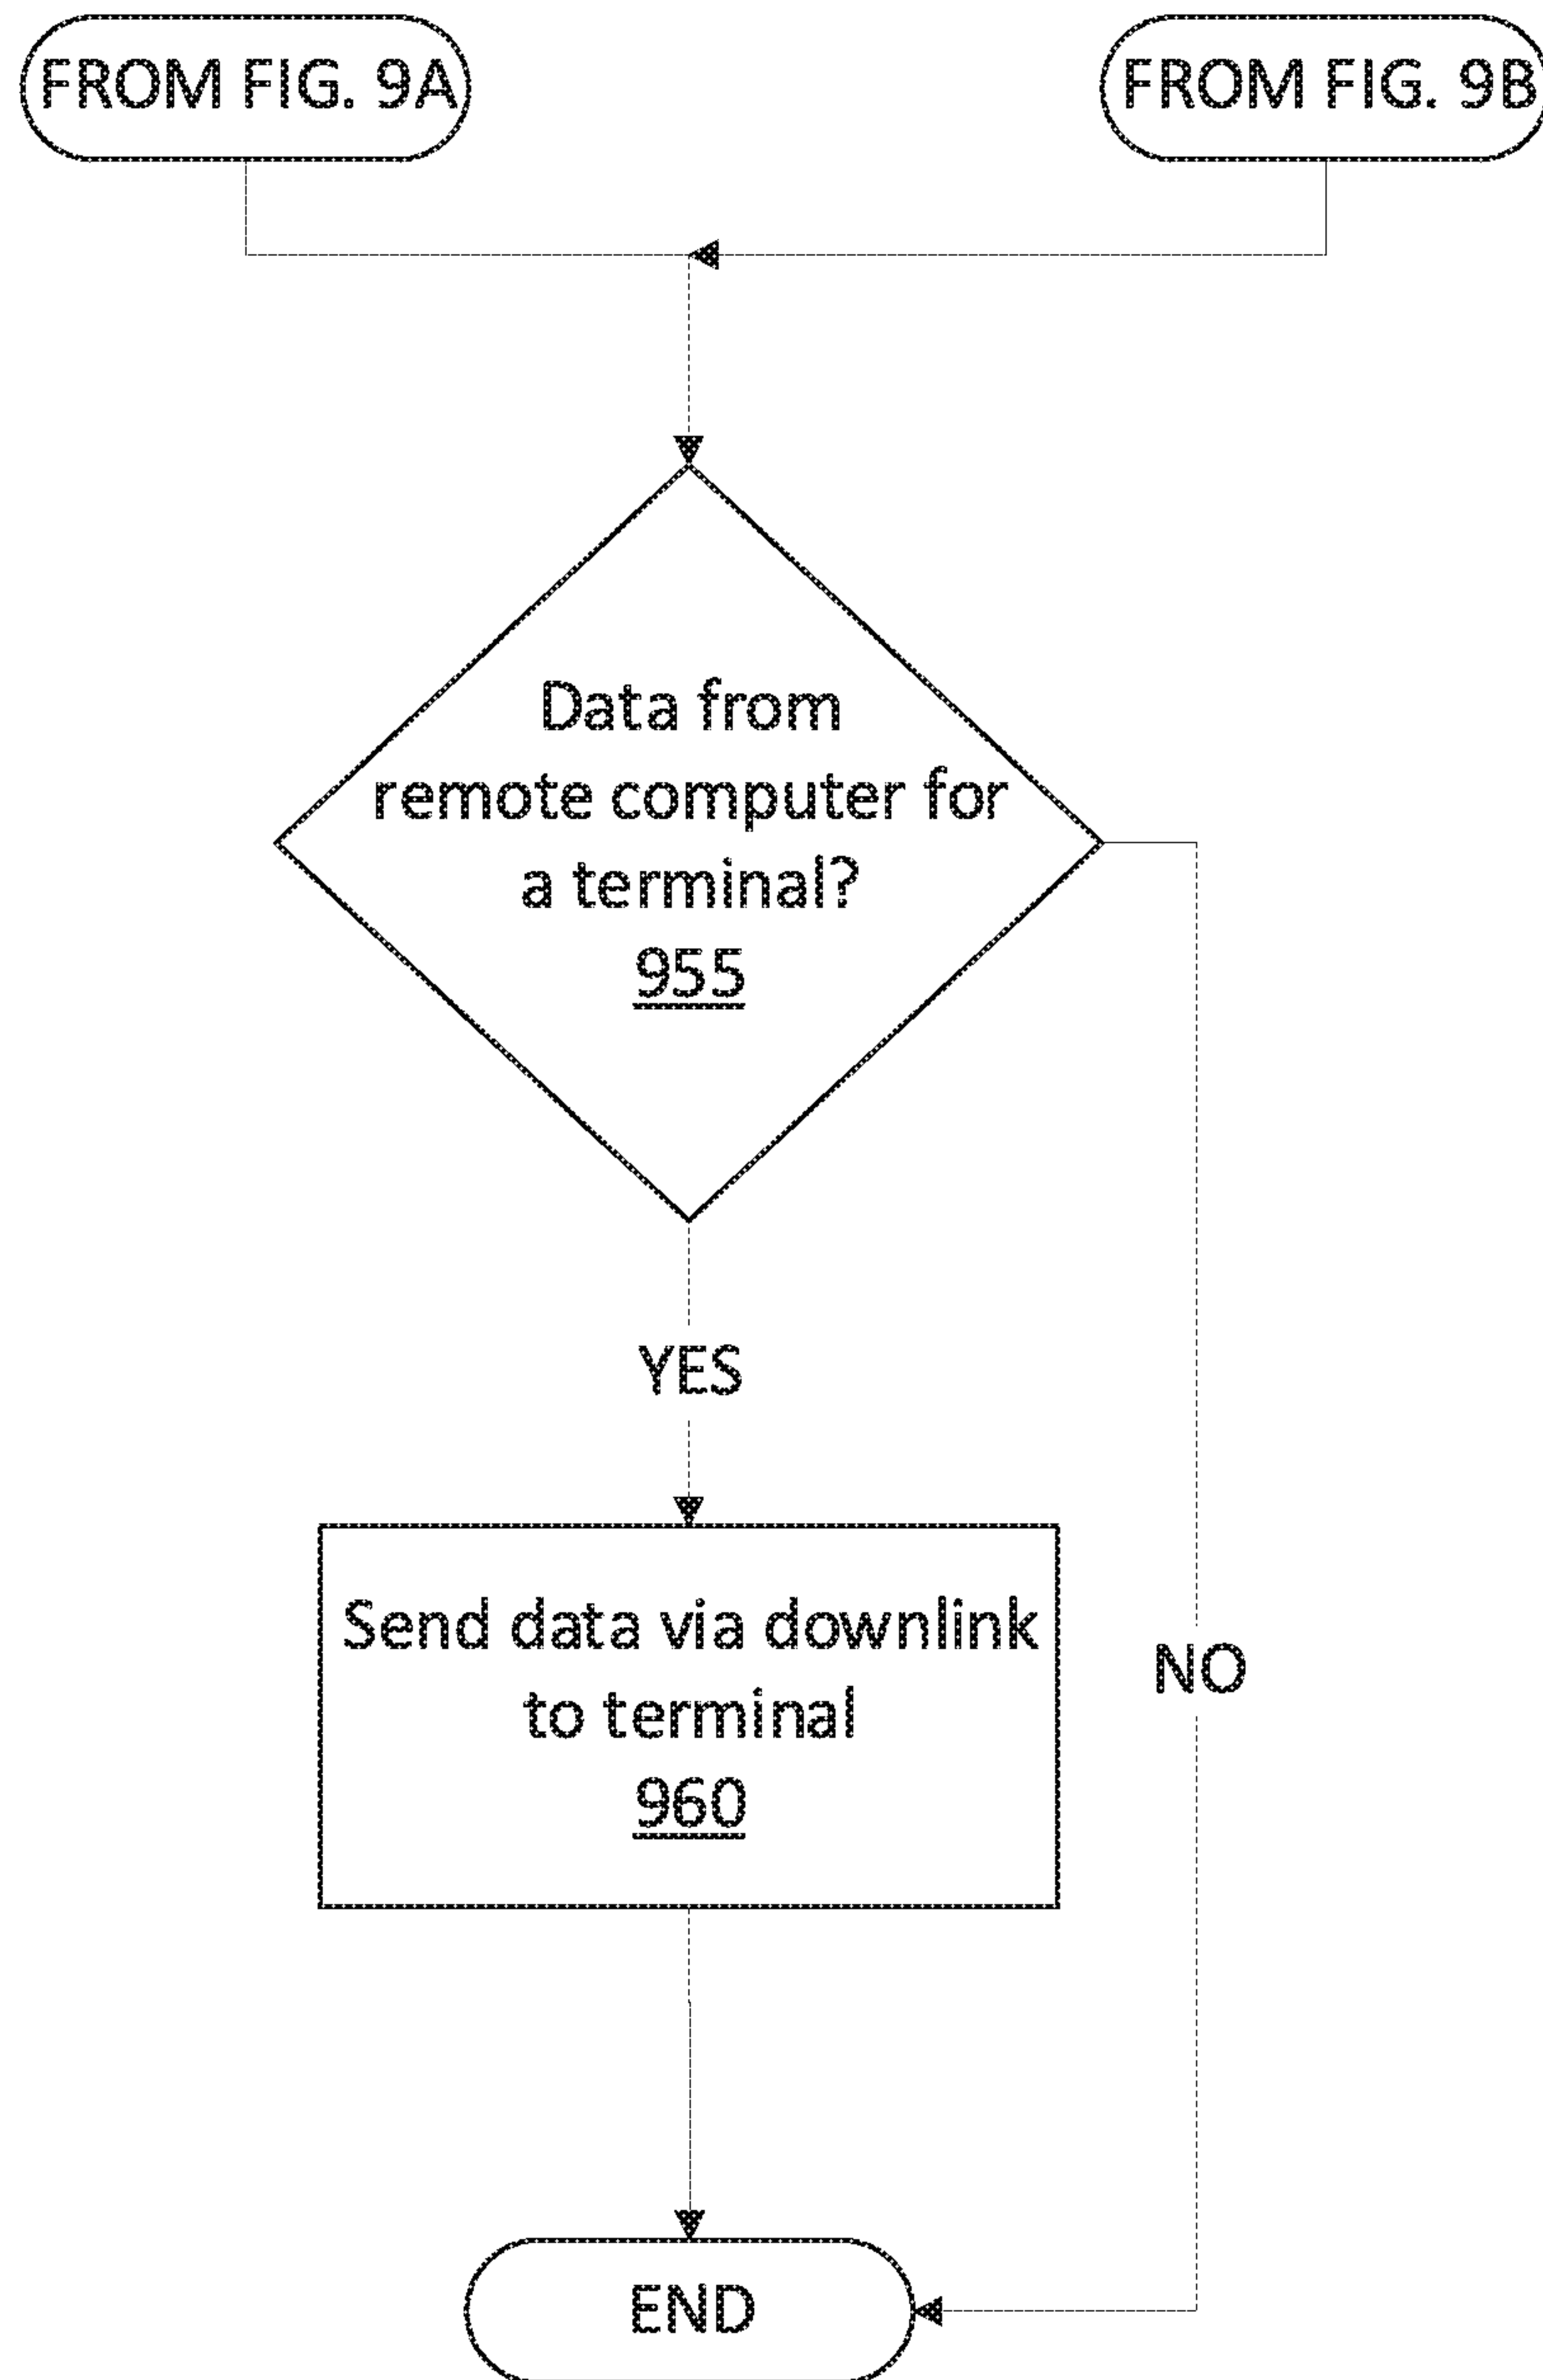 FROM FIG. 9A
FROM FIG. 9B
Data from
remote computer for
a terminal?
955
YES
Send data via downlink
to terminal
960
NO
END